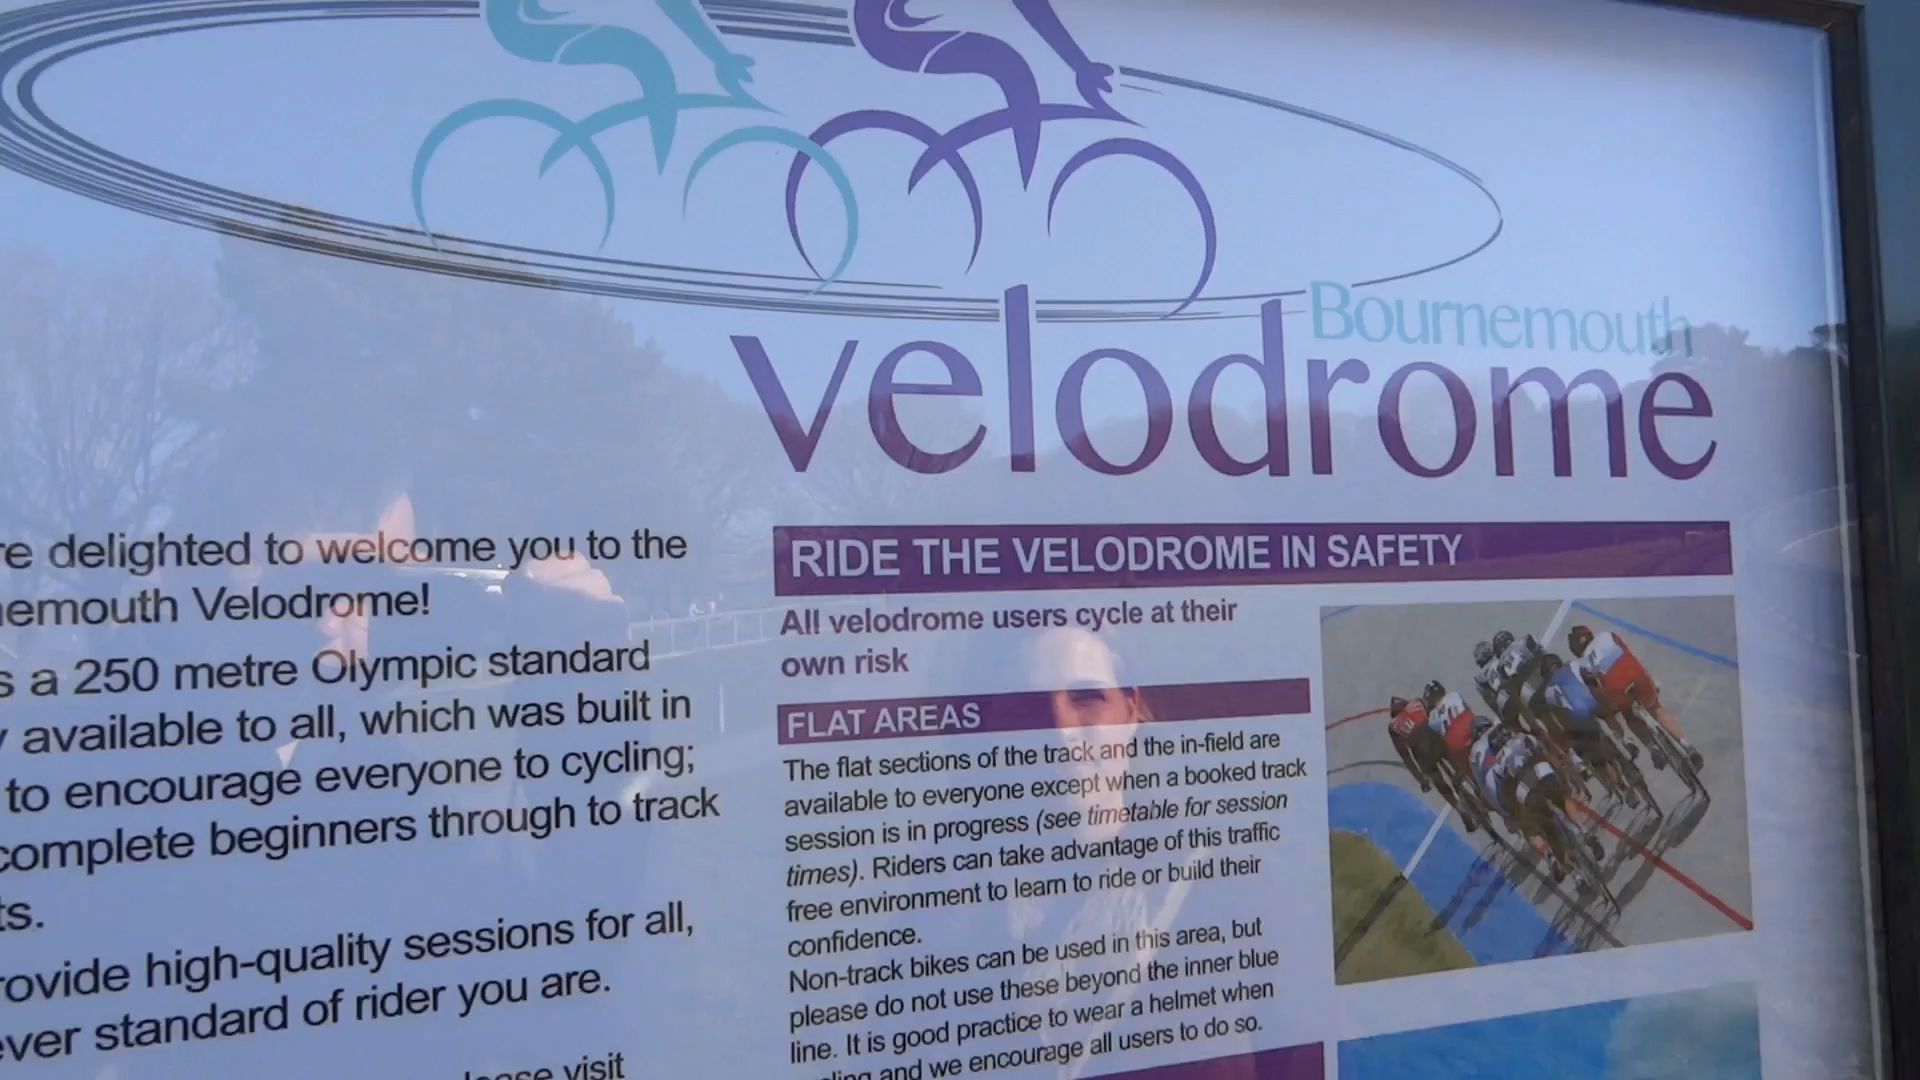 Bournemouth
velodrome
delighted to welcome you to the
Velodrome!
a 250 metre Olympic standard
available to all, which was built in
to encourage everyone to cycling;
complete beginners through to track
high-quality sessions for all,
standard of rider you are.
visit
RIDE THE VELODROME IN SAFETY
All velodrome users cycle at their
own risk
FLAT AREAS
The flat sections of the track and the in-field are
available to everyone except when a booked track
session is in progress (see timetable for session
times). Riders can take advantage of this traffic
free environment to learn to ride or build their
confidence.
Non-track bikes can be used in this area, but
please do not use these beyond the inner blue
line. It is good practice to wear a helmet when
and we encourage all users to do so.